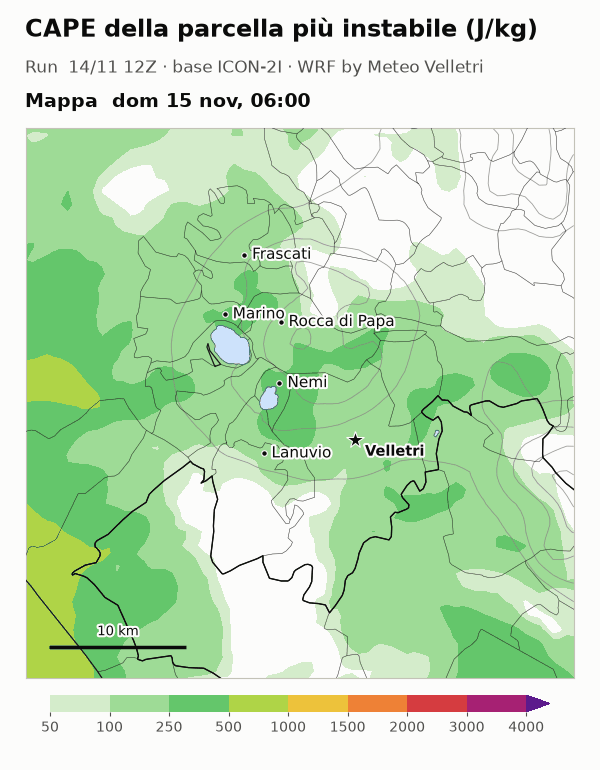 CAPE della parcella più instabile (J/kg)
Run 14/11 12Z · base ICON-2I · WRF by Meteo Velletri
Mappa dom 15 nov, 06:00
Frascati
Marino
Rocca di Papa
Nemi
Velletri
Lanuvio
10 km
50 100 250 500 1000 1500 2000 3000 4000